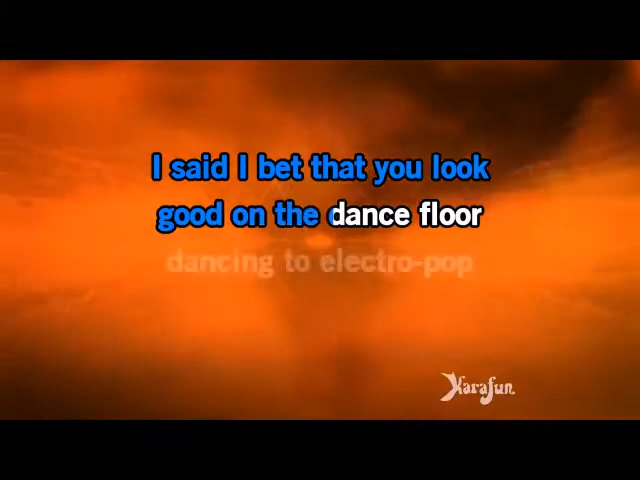 I said I bet that you look
good on the dance floor
dancing to electro-pop
Karafun